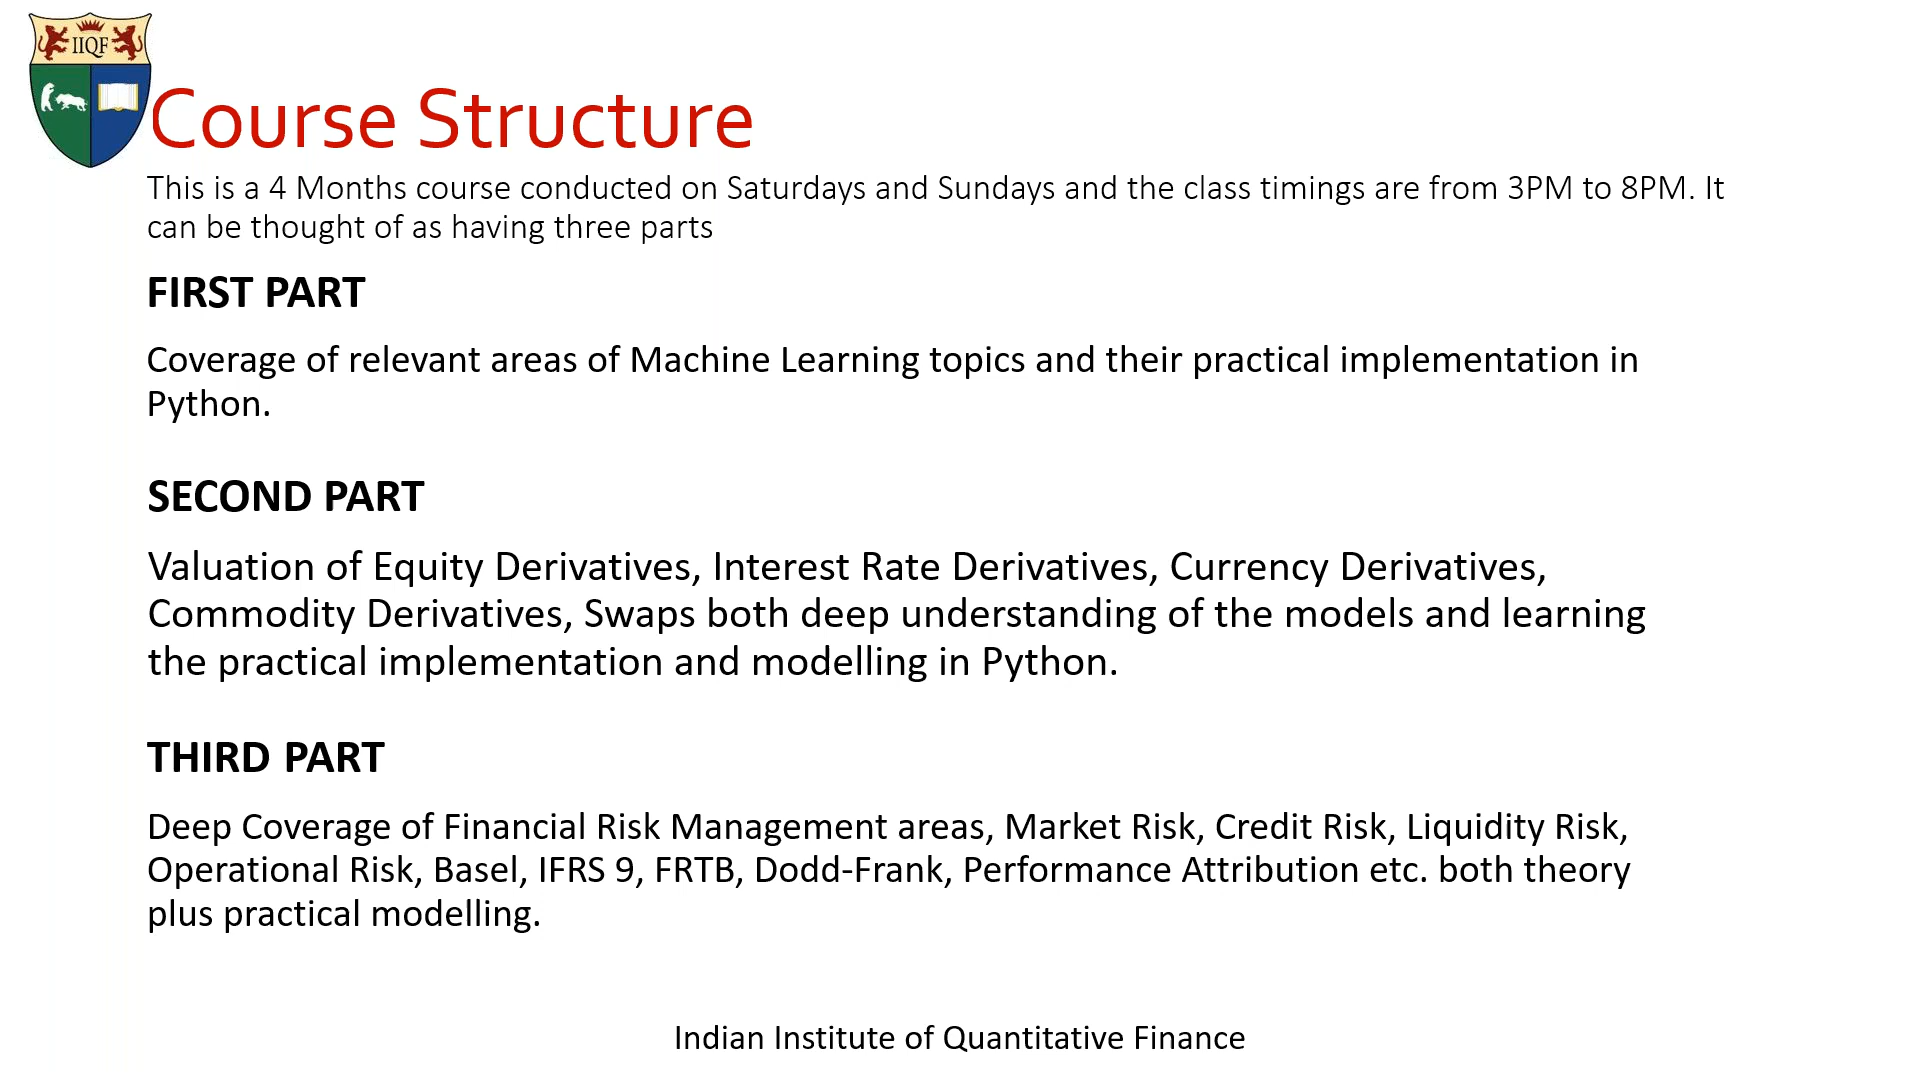 IIQF
Course Structure
This is a 4 Months course conducted on Saturdays and Sundays and the class timings are from 3PM to 8PM. It
can be thought of as having three parts
FIRST PART
Coverage of relevant areas of Machine Learning topics and their practical implementation in
Python.
SECOND PART
Valuation of Equity Derivatives, Interest Rate Derivatives, Currency Derivatives,
Commodity Derivatives, Swaps both deep understanding of the models and learning
the practical implementation and modelling in Python.
THIRD PART
Deep Coverage of Financial Risk Management areas, Market Risk, Credit Risk, Liquidity Risk,
Operational Risk, Basel, IFRS 9, FRTB, Dodd-Frank, Performance Attribution etc. both theory
plus practical modelling.
Indian Institute of Quantitative Finance